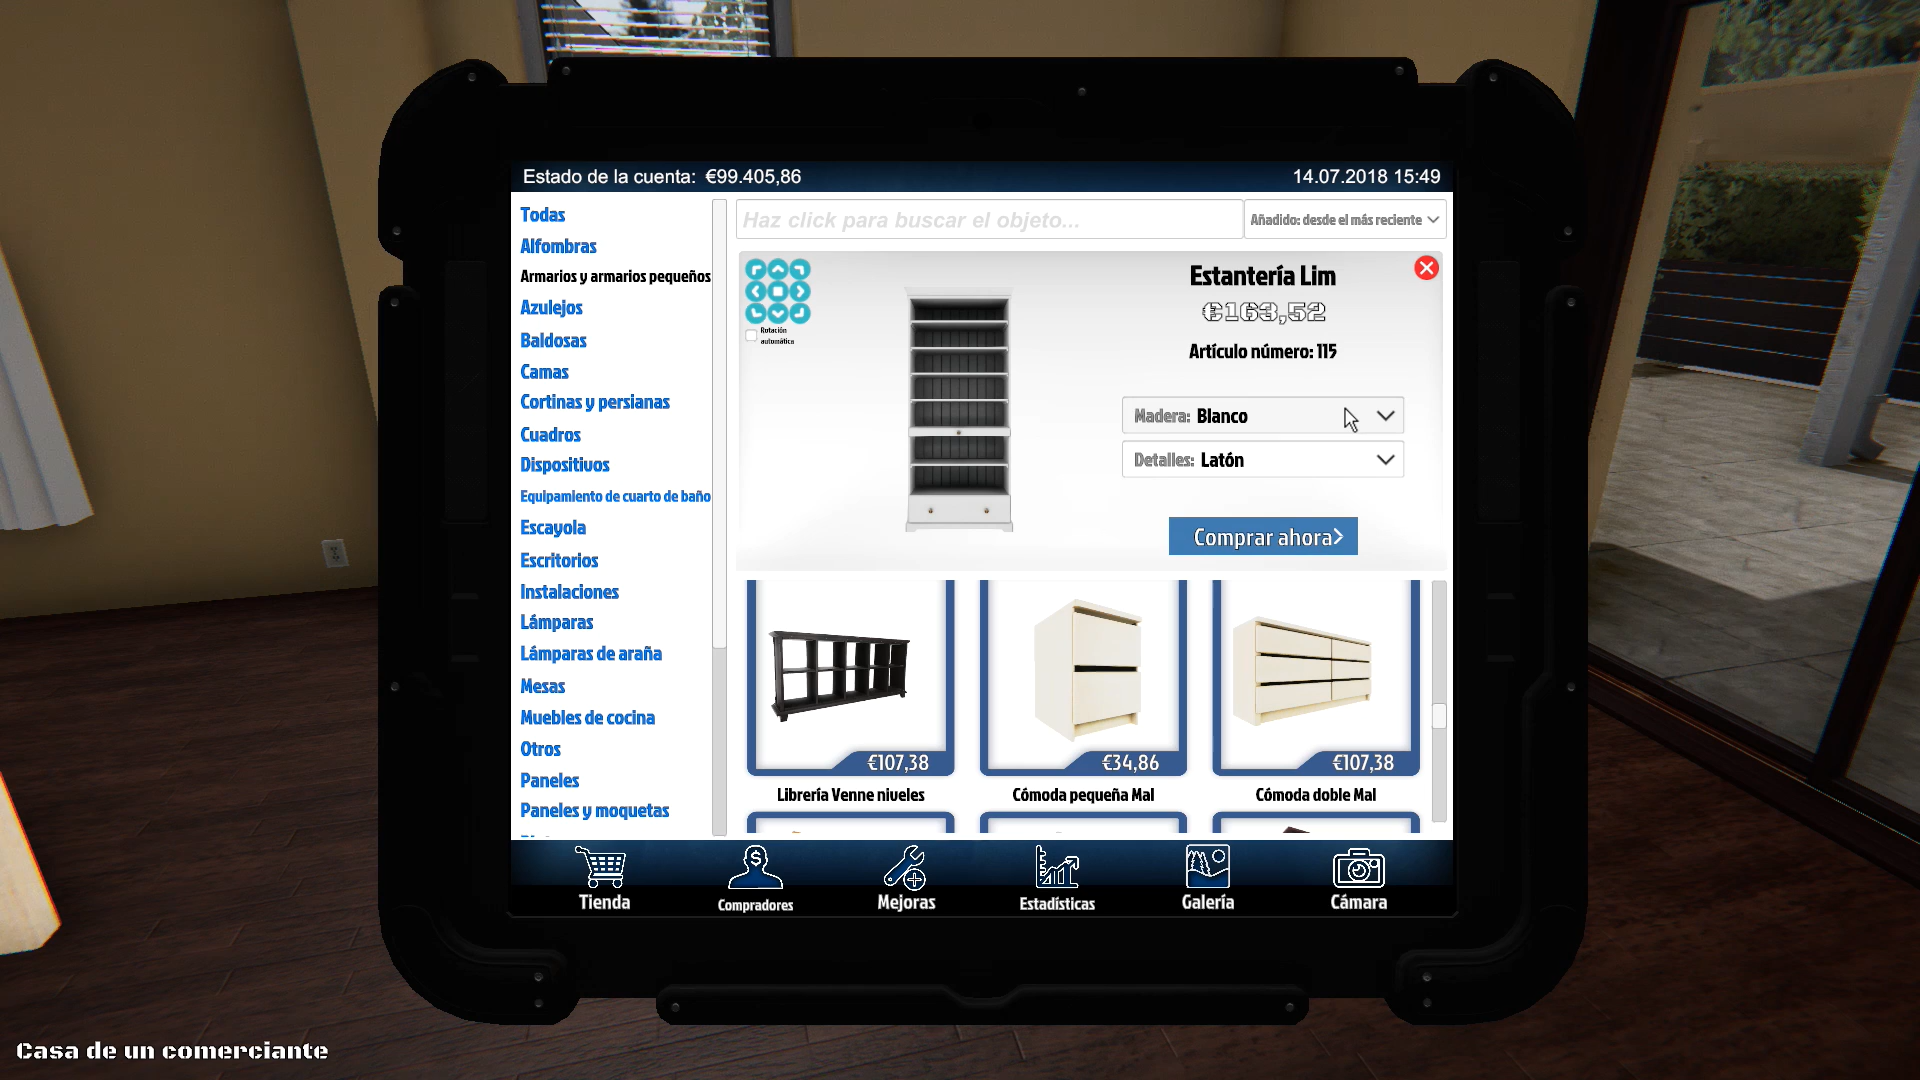 Estado de la cuenta: €99.405,86
14.07.2018 15:49
Todas
Alfombras
Armarios y armarios pequeños
Azulejos
Baldosas
Camas
Cortinas y persianas
Cuadros
Dispositivos
Equipamiento de cuarto de baño
Escayola
Escritorios
Instalaciones
Lámparas
Lámparas de araña
Mesas
Muebles de cocina
Otros
Paneles
Paneles y moquetas
Haz click para buscar el objeto...
Añadido: desde el más reciente
Rotación
automática
Estantería Lim
€163,52
Artículo número: 115
Madera: Blanco
Detalles: Latón
Comprar ahora
€107,38
€34,86
€107,38
Librería Venne niveles
Cómoda pequeña Mal
Cómoda doble Mal
Tienda
Compradores
Mejoras
Estadísticas
Galería
Cámara
Casa de un comerciante